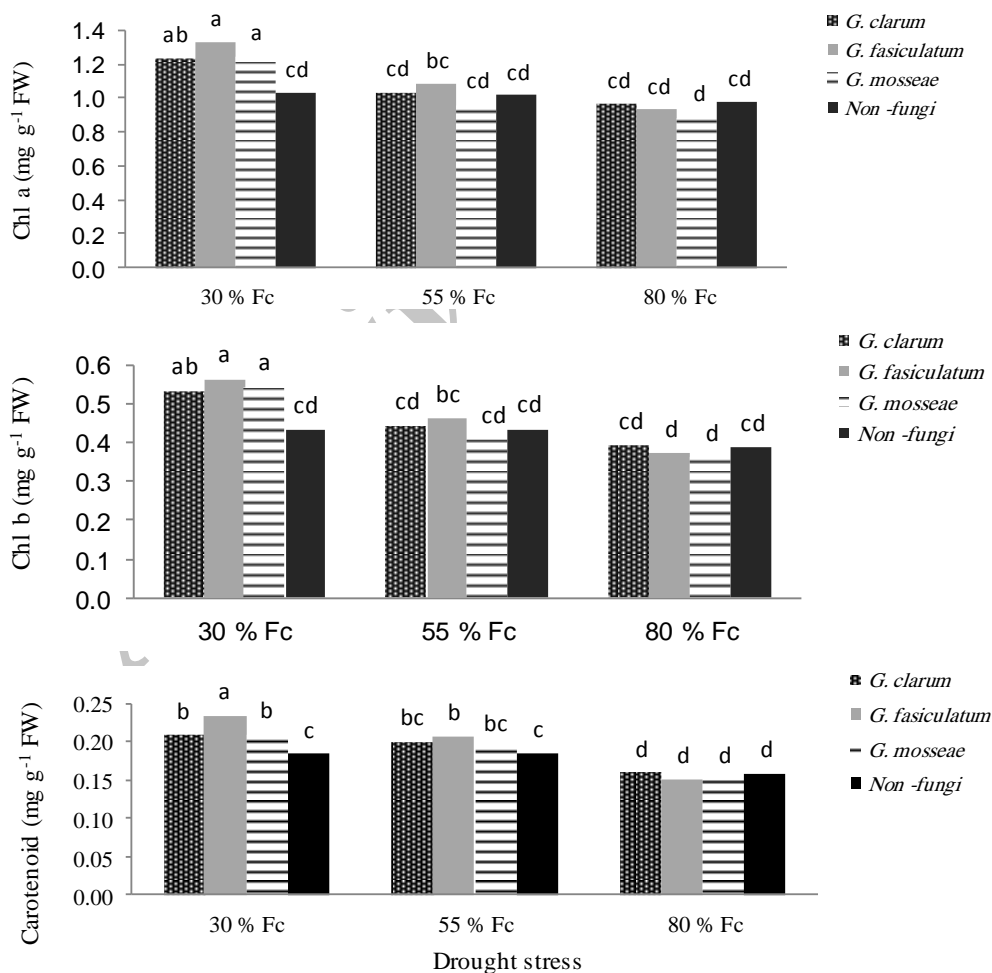 Chl a (mg g-1 FW)
1.4
1.2
1.0
0.8
0.6
0.4
0.2
0.0
ab a a cd
cd bc cd cd
cd cd d cd
30 % Fc 55 % Fc 80 % Fc
G. clarum
G. fasiculatum
G. mosseae
Non -fungi
Chl b (mg g-1 FW)
0.6
0.5
0.4
0.3
0.2
0.1
0.0
ab a a cd
cd bc cd cd
cd d d cd
30 % Fc 55 % Fc 80 % Fc
G. clarum
G. fasiculatum
G. mosseae
Non -fungi
Carotenoid (mg g-1 FW)
0.25
0.20
0.15
0.10
0.05
0.00
b a b c
bc b bc c
d d d d
30 % Fc 55 % Fc 80 % Fc
Drought stress
G. clarum
G. fasiculatum
G. mosseae
Non -fungi